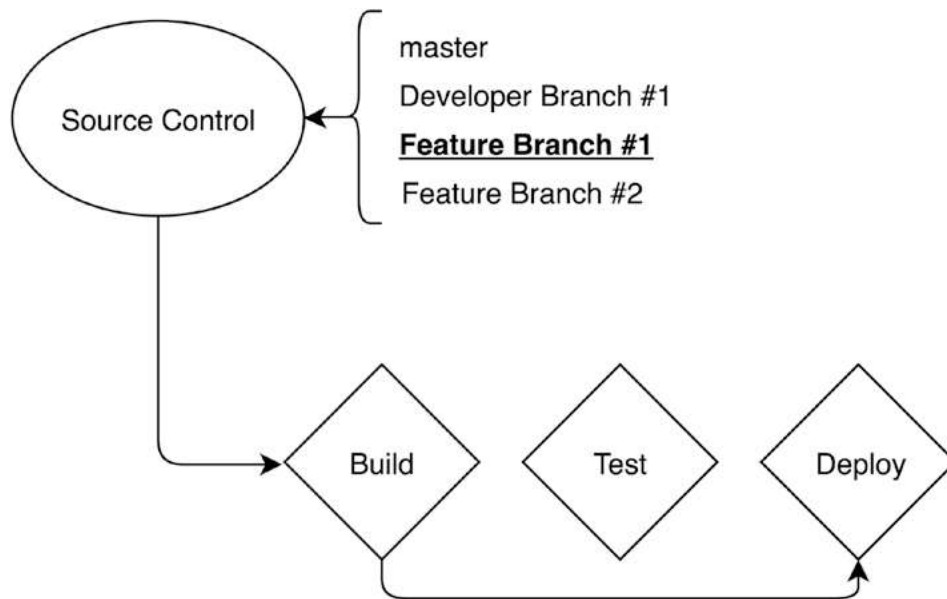 master
Developer Branch #1
Source Control
Feature Branch #1
Feature Branch #2
Build
Test
Deploy